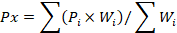 Px = ∑(Pᵢ × Wᵢ)/∑Wᵢ